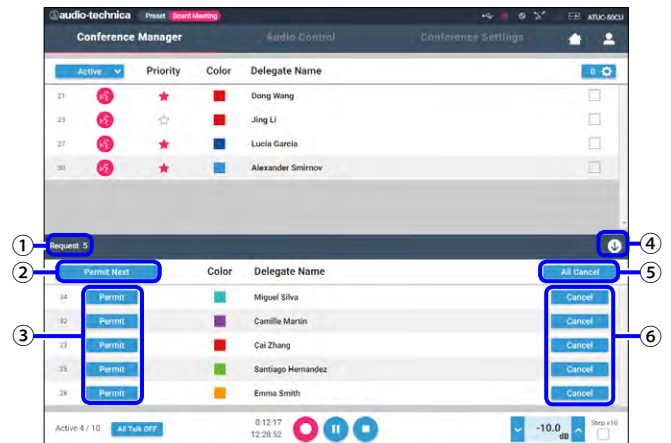 audio-technica Preset Board Meeting ATUC-50CU
Conference Manager Audio Control Conference Settings
Active Priority Color Delegate Name 0
21 Dong Wang
23 Jing Li
27 Lucía García
30 Alexander Smirnov
① Request 5 ④
② Permit Next Color Delegate Name All Cancel ⑤
③ ⑥
34 Permit Miguel Silva Cancel
32 Permit Camille Martin Cancel
22 Permit Cai Zhang Cancel
25 Permit Santiago Hernandez Cancel
28 Permit Emma Smith Cancel
Active 4 / 10 All Talk OFF 0:12:17 -10.0 Step x10
12:28:52 dB